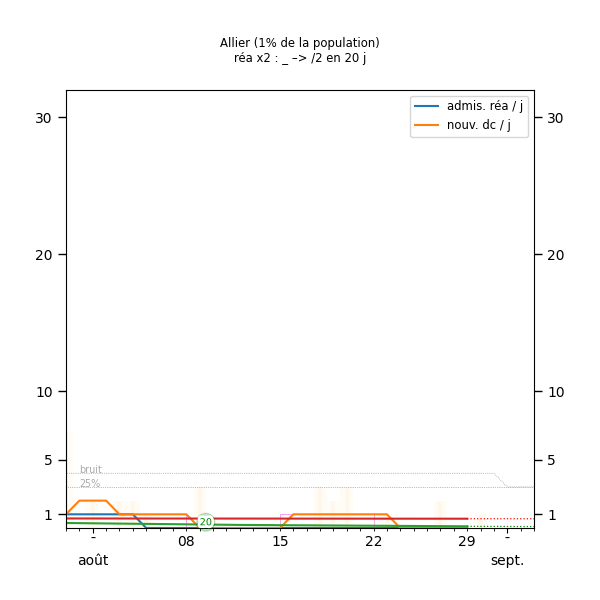 Allier (1% de la population)
réa x2 : _ –> /2 en 20 j
admis. réa / j
nouv. dc / j
30 30
20 20
10 10
5 5
bruit
25%
1 1
20
- 08 15 22 29 -
août sept.